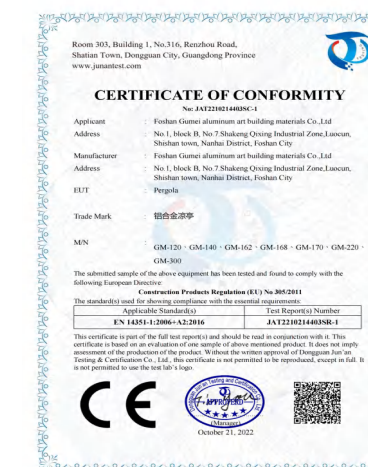 Room 303, Building 1, No.316, Renzhou Road,
Shatian Town, Dongguan City, Guangdong Province
www.junantest.com
CERTIFICATE OF CONFORMITY
No: JAT2210214403SC-1
Applicant : Foshan Gumei aluminum art building materials Co.,Ltd
Address : No.1, block B, No.7.Shakeng Qixing Industrial Zone,Luocun,
Shishan town, Nanhai District, Foshan City
Manufacturer : Foshan Gumei aluminum art building materials Co.,Ltd
Address : No.1, block B, No.7.Shakeng Qixing Industrial Zone,Luocun,
Shishan town, Nanhai District, Foshan City
EUT : Pergola
Trade Mark : 铝合金凉亭
M/N : GM-120、GM-140、GM-162、GM-168、GM-170、GM-220、
GM-300
The submitted sample of the above equipment has been tested and found to comply with the
following European Directive:
Construction Products Regulation (EU) No 305/2011
The standard(s) used for showing compliance with the essential requirements:
Applicable Standard(s) Test Report(s) Number
EN 14351-1:2006+A2:2016 JAT2210214403SR-1
This certificate is part of the full test report(s) and should be read in conjunction with it. This
certificate is based on an evaluation of one sample of above mentioned product. It does not imply
assessment of the production of the product. Without the written approval of Dongguan Jun'an
Testing & Certification Co., Ltd, this certificate is not permitted to be reproduced, except in full. It
is not permitted to use the test lab's logo.
CE
APPROVED
(Manager)
October 21, 2022